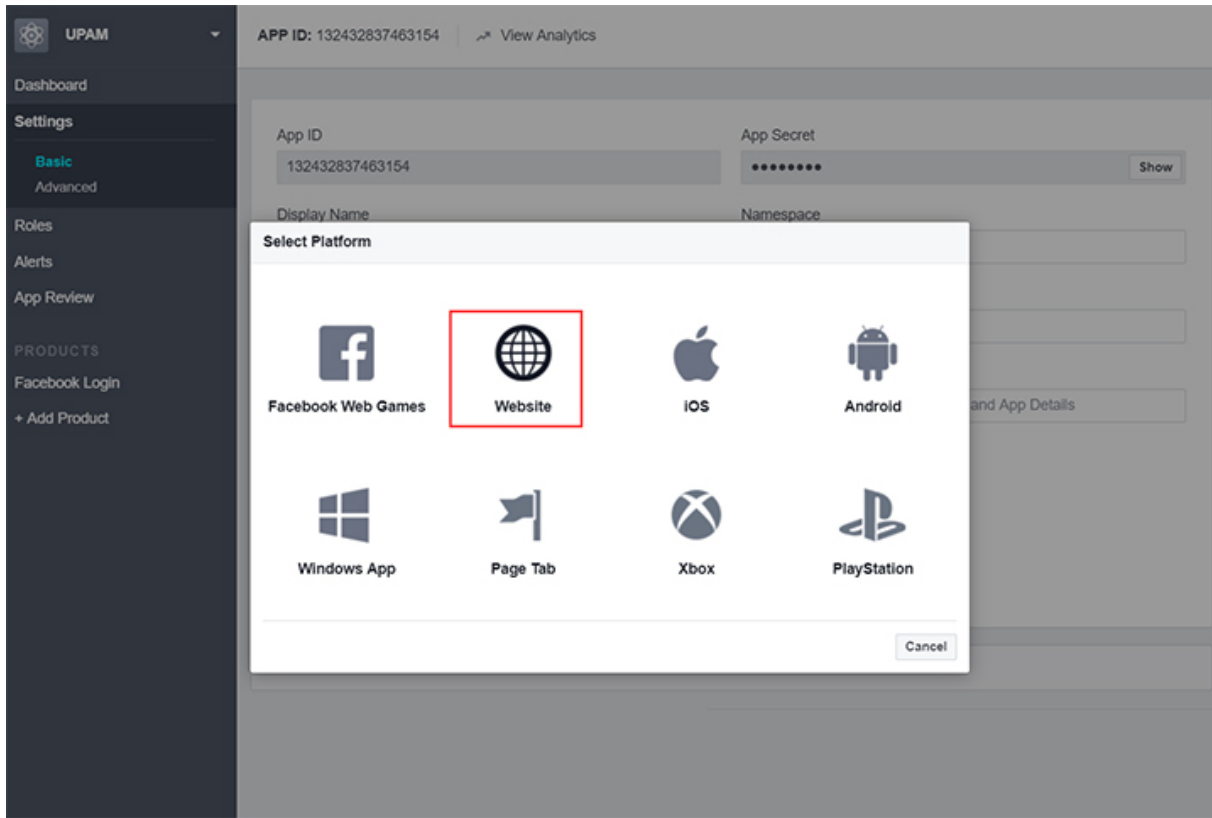 UPAM
APP ID: 132432837463154
View Analytics
Dashboard
Settings
Basic
Advanced
Roles
Alerts
App Review
PRODUCTS
Facebook Login
+ Add Product
App ID
App Secret
132432837463154
••••••••
Show
Display Name
Namespace
Select Platform
Facebook Web Games
Website
iOS
Android
and App Details
Windows App
Page Tab
Xbox
PlayStation
Cancel